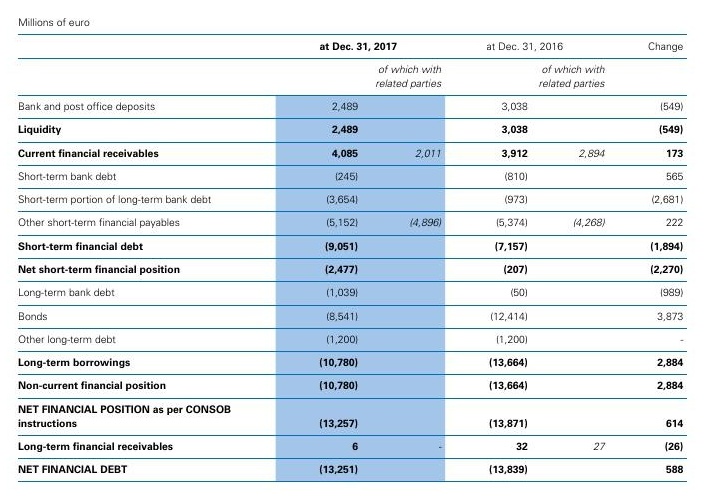 Millions of euro
at Dec. 31, 2017 at Dec. 31, 2016 Change
of which with of which with
related parties related parties
Bank and post office deposits 2,489 3,038 (549)
Liquidity 2,489 3,038 (549)
Current financial receivables 4,085 2,011 3,912 2,894 173
Short-term bank debt (245) (810) 565
Short-term portion of long-term bank debt (3,654) (973) (2,681)
Other short-term financial payables (5,152) (4,896) (5,374) (4,268) 222
Short-term financial debt (9,051) (7,157) (1,894)
Net short-term financial position (2,477) (207) (2,270)
Long-term bank debt (1,039) (50) (989)
Bonds (8,541) (12,414) 3,873
Other long-term debt (1,200) (1,200) -
Long-term borrowings (10,780) (13,664) 2,884
Non-current financial position (10,780) (13,664) 2,884
NET FINANCIAL POSITION as per CONSOB
instructions (13,257) (13,871) 614
Long-term financial receivables 6 - 32 27 (26)
NET FINANCIAL DEBT (13,251) (13,839) 588